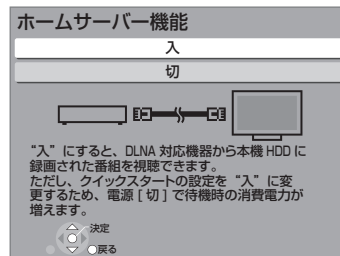 ホームサーバー機能
入
切
“入”にすると、DLNA 対応機器から本機 HDD に
録画された番組を視聴できます。
ただし、クイックスタートの設定を“入”に変
更するため、電源 [ 切 ] で待機時の消費電力が
増えます。
決定
戻る